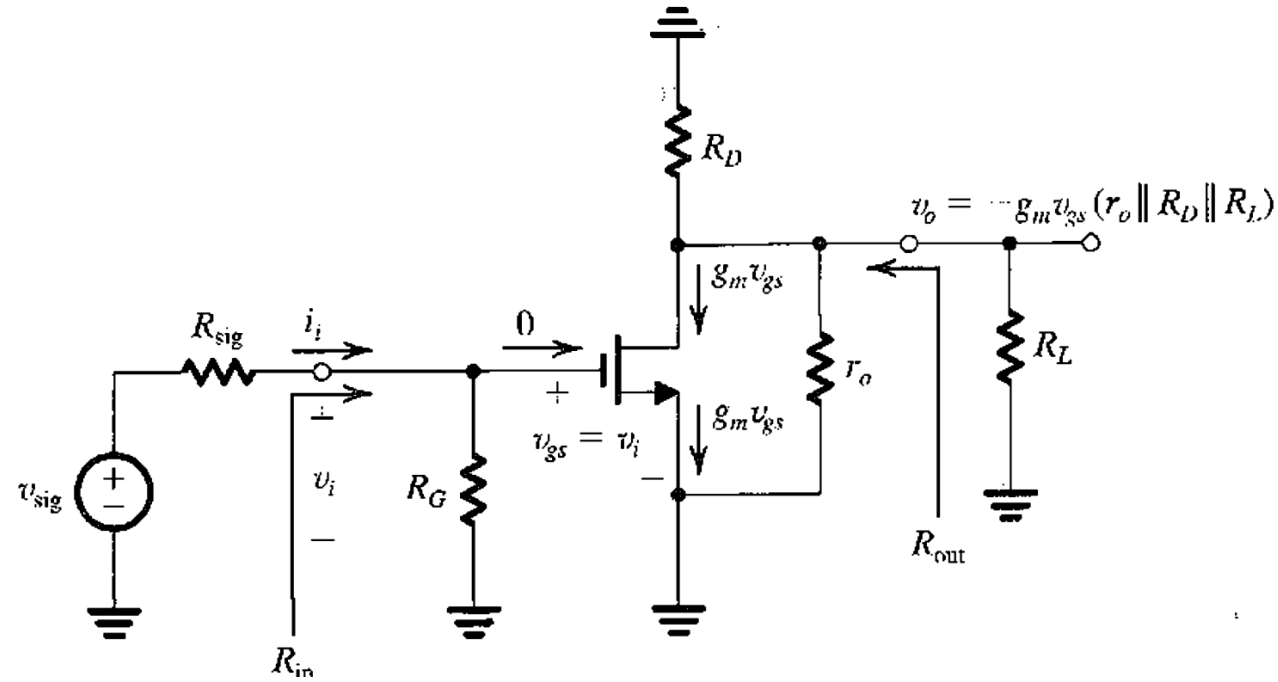 R_D
v_o = -g_m v_gs (r_o || R_D || R_L)
g_m v_gs
R_sig
i_i
0
r_o
R_L
+
+
v_gs = v_i
g_m v_gs
−
v_sig
+
−
v_i
−
R_G
R_out
R_in